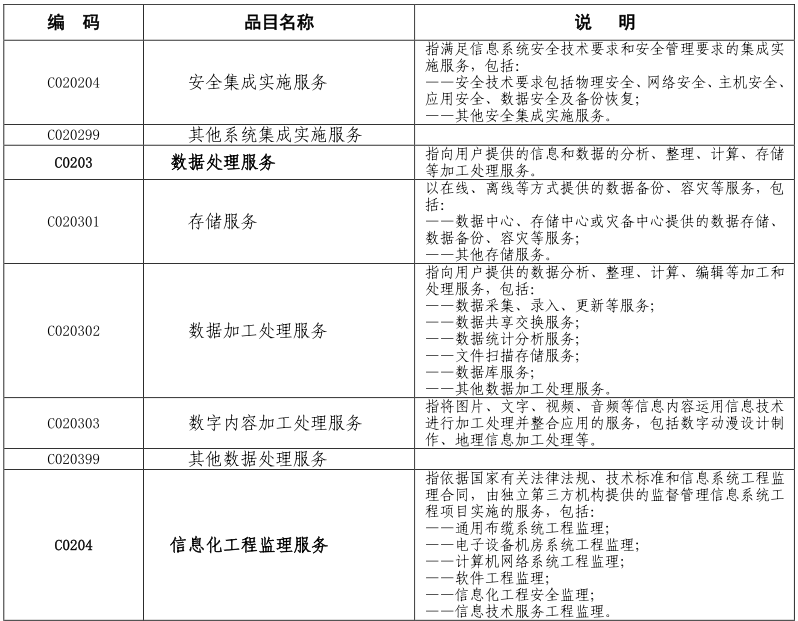 编 码 品目名称 说 明
C020204 安全集成实施服务
指满足信息系统安全技术要求和安全管理要求的集成实
施服务，包括：
——安全技术要求包括物理安全、网络安全、主机安全、
应用安全、数据安全及备份恢复；
——其他安全集成实施服务。
C020299 其他系统集成实施服务
C0203 数据处理服务
指向用户提供的信息和数据的分析、整理、计算、存储
等加工处理服务。
C020301 存储服务
以在线、离线等方式提供的数据备份、容灾等服务，包
括：
——数据中心、存储中心或灾备中心提供的数据存储、
数据备份、容灾等服务；
——其他存储服务。
C020302 数据加工处理服务
指向用户提供的数据分析、整理、计算、编辑等加工和
处理服务，包括：
——数据采集、录入、更新等服务；
——数据共享交换服务；
——数据统计分析服务；
——文件扫描存储服务；
——数据库服务；
——其他数据加工处理服务。
C020303 数字内容加工处理服务
指将图片、文字、视频、音频等信息内容运用信息技术
进行加工处理并整合应用的服务，包括数字动漫设计制
作、地理信息加工处理等。
C020399 其他数据处理服务
C0204 信息化工程监理服务
指依据国家有关法律法规、技术标准和信息系统工程监
理合同，由独立第三方机构提供的监督管理信息系统工
程项目实施的服务，包括：
——通用布缆系统工程监理；
——电子设备机房系统工程监理；
——计算机网络系统工程监理；
——软件工程监理；
——信息化工程安全监理；
——信息技术服务工程监理。